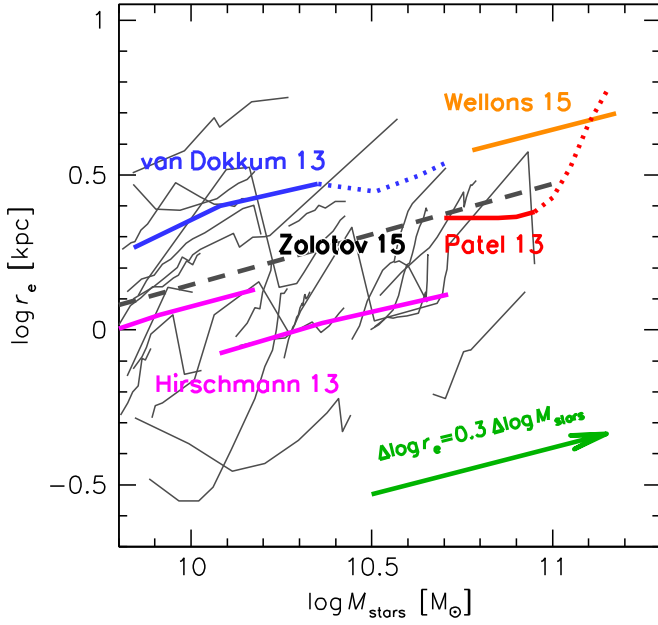 1
0.5
0
−0.5
log r_e [kpc]
Wellons 15
van Dokkum 13
Zolotov 15
Patel 13
Hirschmann 13
Δlog r_e=0.3 Δlog M_stars
10
10.5
11
log M_stars [M_⊙]